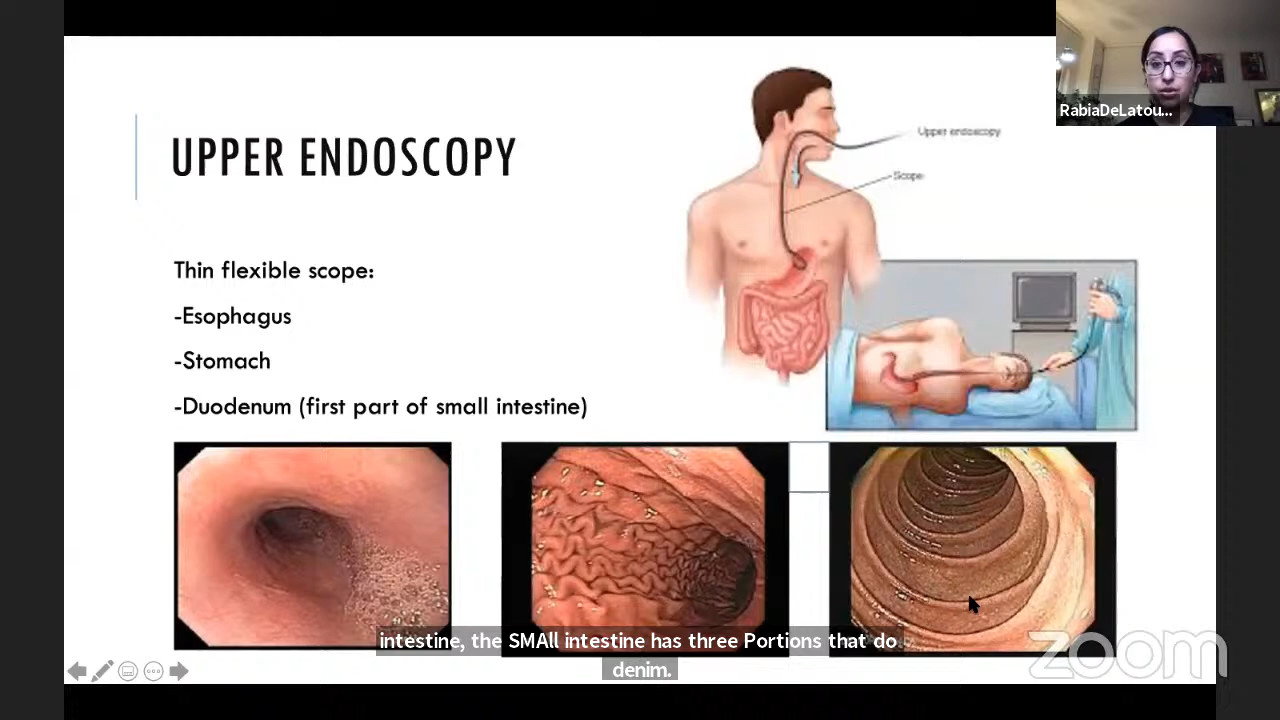 RabiaDeLatou...
UPPER ENDOSCOPY
Upper endoscopy
Scope
Thin flexible scope:
-Esophagus
-Stomach
-Duodenum (first part of small intestine)
intestine, the SMAll intestine has three Portions that do
denim.
zoom